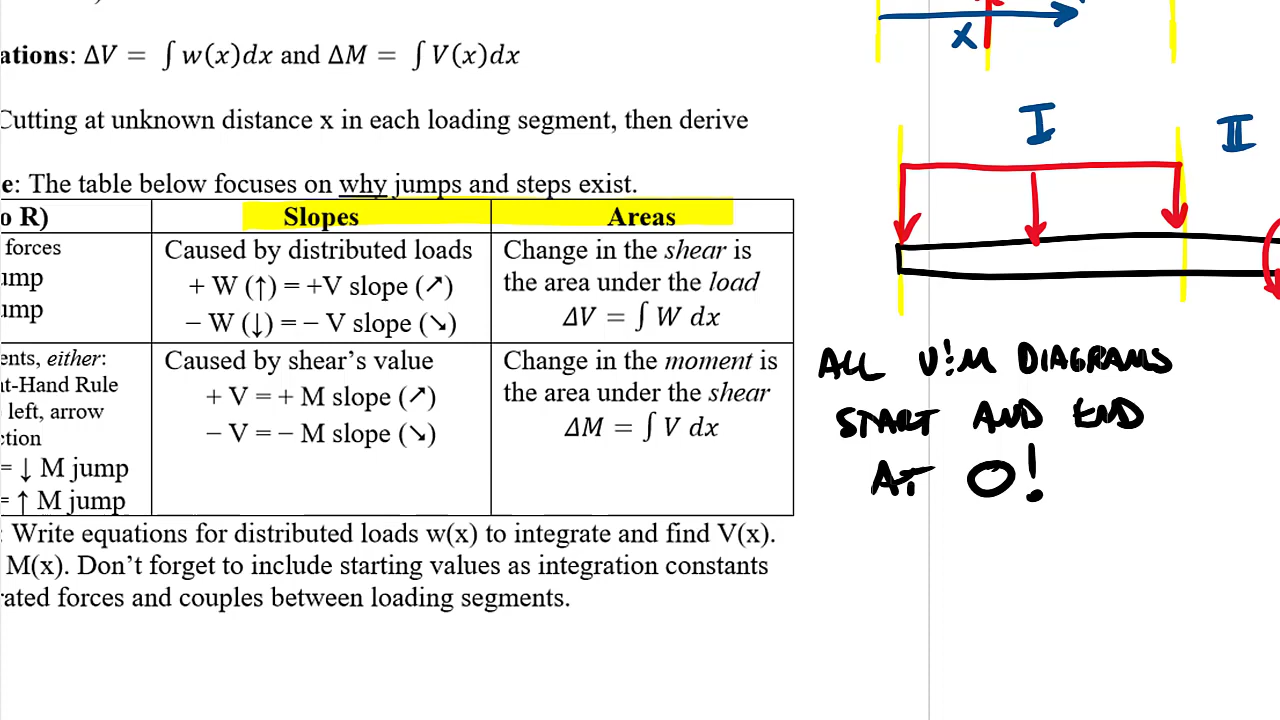 ations: ΔV = ∫ w(x)dx and ΔM = ∫ V(x)dx
Cutting at unknown distance x in each loading segment, then derive
e: The table below focuses on why jumps and steps exist.
o R)
Slopes
Areas
forces
ump
ump
Caused by distributed loads
+ W (↑) = +V slope (↗)
− W (↓) = − V slope (↘)
Change in the shear is
the area under the load
ΔV = ∫ W dx
ents, either:
nt-Hand Rule
left, arrow
ction
= ↓ M jump
= ↑ M jump
Caused by shear’s value
+ V = + M slope (↗)
− V = − M slope (↘)
Change in the moment is
the area under the shear
ΔM = ∫ V dx
: Write equations for distributed loads w(x) to integrate and find V(x).
M(x). Don’t forget to include starting values as integration constants
rated forces and couples between loading segments.
x
I
II
ALL V!M DIAGRAMS
START AND END
AT 0!